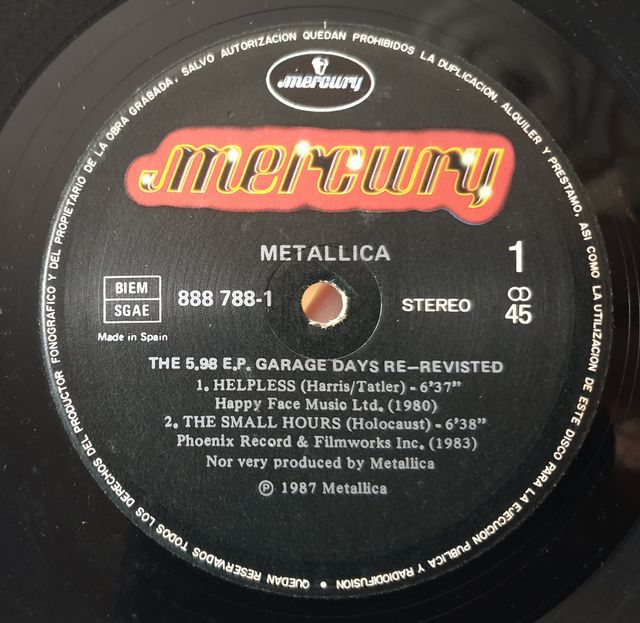 QUEDAN RESERVADOS TODOS LOS DERECHOS DEL PRODUCTOR FONOGRAFICO Y DEL PROPIETARIO DE LA OBRA GRABADA, SALVO AUTORIZACION QUEDAN PROHIBIDOS LA DUPLICACION, ALQUILER Y PRESTAMO, ASI COMO LA UTILIZACION DE ESTE DISCO PARA LA EJECUCION PUBLICA Y RADIODIFUSION •
mercury
mercury
METALLICA
1
BIEM
SGAE
888 788-1
STEREO
45
Made in Spain
THE 5.98 E.P. GARAGE DAYS RE-REVISTED
1. HELPLESS (Harris/Tatler) - 6'37"
Happy Face Musio Ltd. (1980)
2. THE SMALL HOURS (Holocaust) - 6'38"
Phoenix Record & Filmworks Inc. (1983)
Nor very produced by Metallica
Ⓟ 1987 Metallica